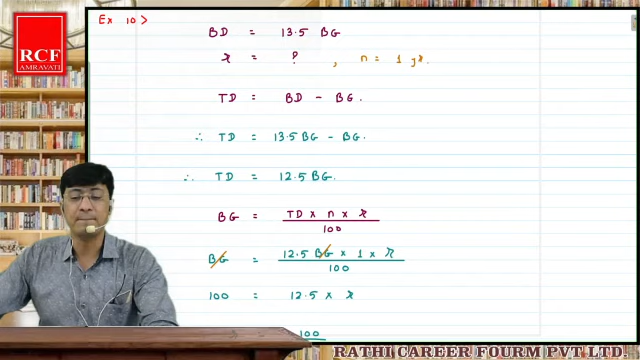 Ex 10>
BD = 13.5 BG
r = ? , n = 1 yr.
TD = BD - BG.
∴ TD = 13.5 BG - BG.
∴ TD = 12.5 BG.
BG = TD x n x r
100
BG = 12.5 BG x 1 x r
100
100 = 12.5 x r
100
RCF
AMRAVATI
RATHI CAREER FOURM PVT LTD.